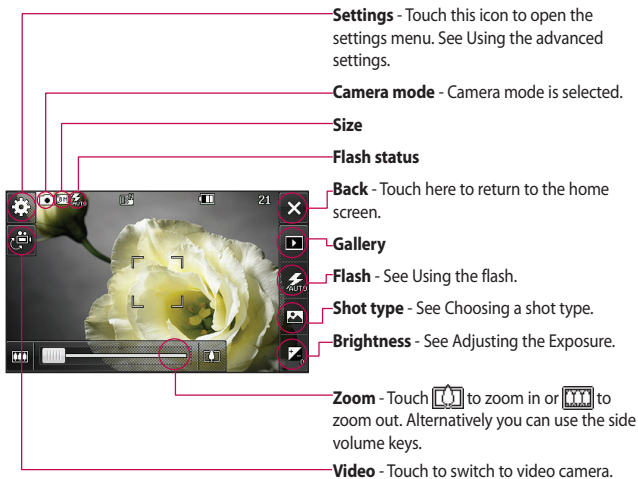 Settings - Touch this icon to open the
settings menu. See Using the advanced
settings.
Camera mode - Camera mode is selected.
Size
Flash status
Back - Touch here to return to the home
screen.
Gallery
Flash - See Using the flash.
Shot type - See Choosing a shot type.
Brightness - See Adjusting the Exposure.
Zoom - Touch to zoom in or to
zoom out. Alternatively you can use the side
volume keys.
Video - Touch to switch to video camera.
21
AUTO
AUTO